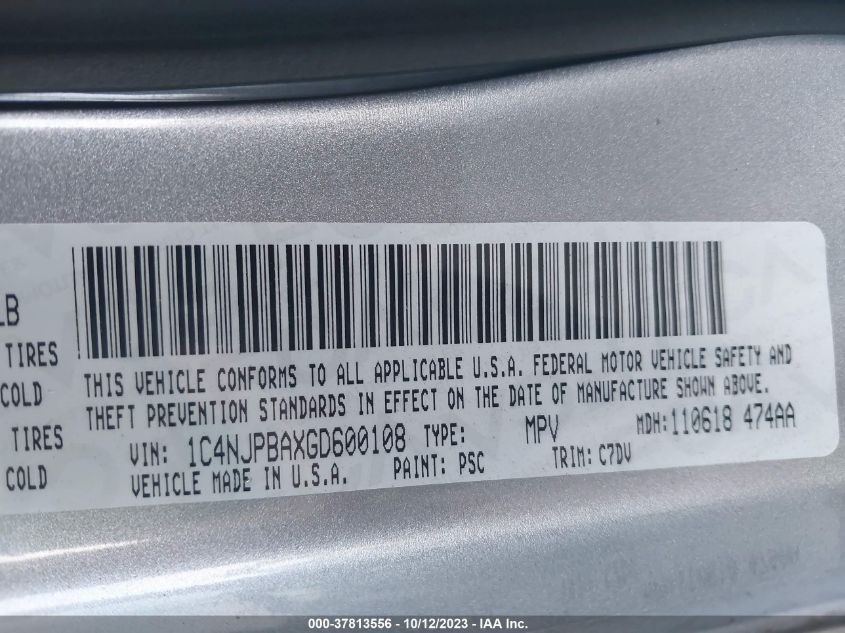 LB
TIRES
COLD
TIRES
COLD
THIS VEHICLE CONFORMS TO ALL APPLICABLE U.S.A. FEDERAL MOTOR VEHICLE SAFETY AND
THEFT PREVENTION STANDARDS IN EFFECT ON THE DATE OF MANUFACTURE SHOWN ABOVE.
VIN: 1C4NJPBAXGD600108 TYPE: MPV MDH:110618 474AA
VEHICLE MADE IN U.S.A. PAINT: PSC TRIM: C7DV
000-37813556 - 10/12/2023 - IAA Inc.